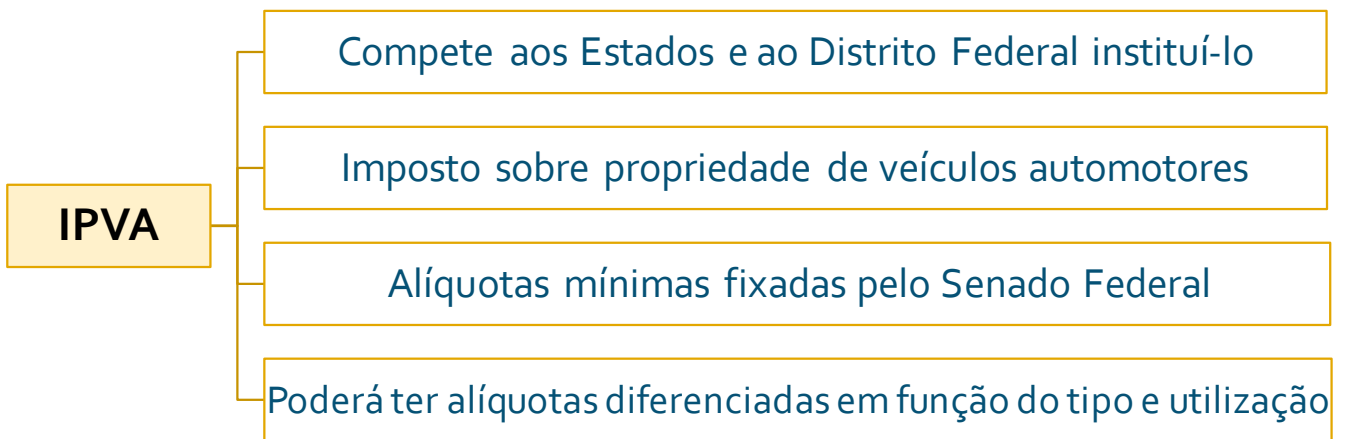 Compete aos Estados e ao Distrito Federal instituí-lo
Imposto sobre propriedade de veículos automotores
IPVA
Alíquotas mínimas fixadas pelo Senado Federal
Poderá ter alíquotas diferenciadas em função do tipo e utilização